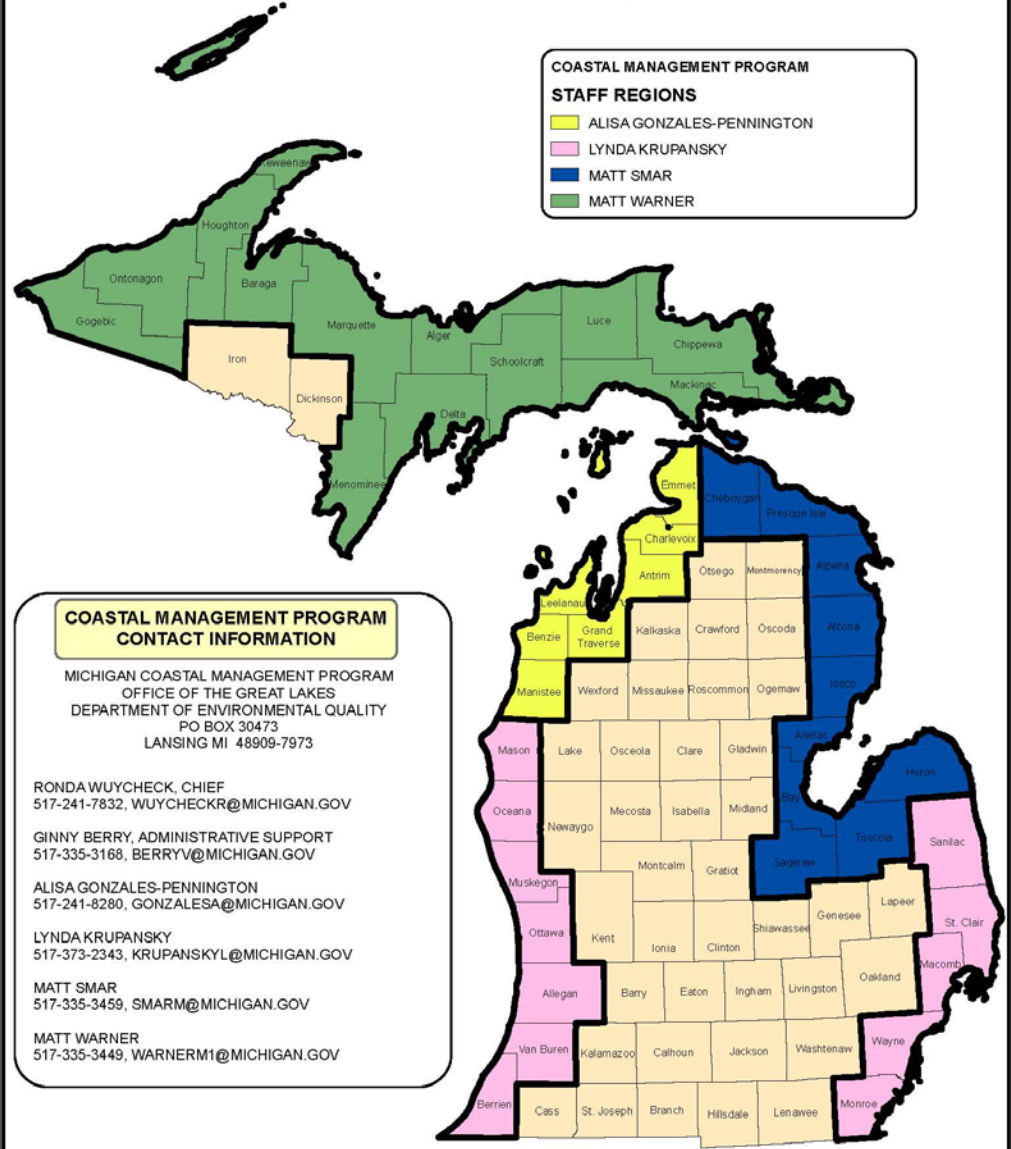 COASTAL MANAGEMENT PROGRAM
STAFF REGIONS
ALISA GONZALES-PENNINGTON
LYNDA KRUPANSKY
MATT SMAR
MATT WARNER
Keweenaw
Houghton
Ontonagon
Baraga
Gogebic
Marquette
Alger
Luce
Chippewa
Iron
Schoolcraft
Dickinson
Mackinac
Delta
Menominee
Emmet
Cheboygan
Presque Isle
Charlevoix
Antrim
Otsego
Montmorency
Alpena
Leelanau
Benzie
Grand
Traverse
Kalkaska
Crawford
Oscoda
Alcona
Manistee
Wexford
Missaukee
Roscommon
Ogemaw
Iosco
Mason
Lake
Osceola
Clare
Gladwin
Arenac
Huron
Oceana
Newaygo
Mecosta
Isabella
Midland
Bay
Tuscola
Sanilac
Muskegon
Montcalm
Gratiot
Saginaw
Ottawa
Kent
Ionia
Clinton
Shiawassee
Genesee
Lapeer
St. Clair
Allegan
Barry
Eaton
Ingham
Livingston
Oakland
Macomb
Van Buren
Kalamazoo
Calhoun
Jackson
Washtenaw
Wayne
Berrien
Cass
St. Joseph
Branch
Hillsdale
Lenawee
Monroe
COASTAL MANAGEMENT PROGRAM
CONTACT INFORMATION
MICHIGAN COASTAL MANAGEMENT PROGRAM
OFFICE OF THE GREAT LAKES
DEPARTMENT OF ENVIRONMENTAL QUALITY
PO BOX 30473
LANSING MI 48909-7973
RONDA WUYCHECK, CHIEF
517-241-7832, WUYCHECKR@MICHIGAN.GOV
GINNY BERRY, ADMINISTRATIVE SUPPORT
517-335-3168, BERRYV@MICHIGAN.GOV
ALISA GONZALES-PENNINGTON
517-241-8280, GONZALESA@MICHIGAN.GOV
LYNDA KRUPANSKY
517-373-2343, KRUPANSKYL@MICHIGAN.GOV
MATT SMAR
517-335-3459, SMARM@MICHIGAN.GOV
MATT WARNER
517-335-3449, WARNERM1@MICHIGAN.GOV